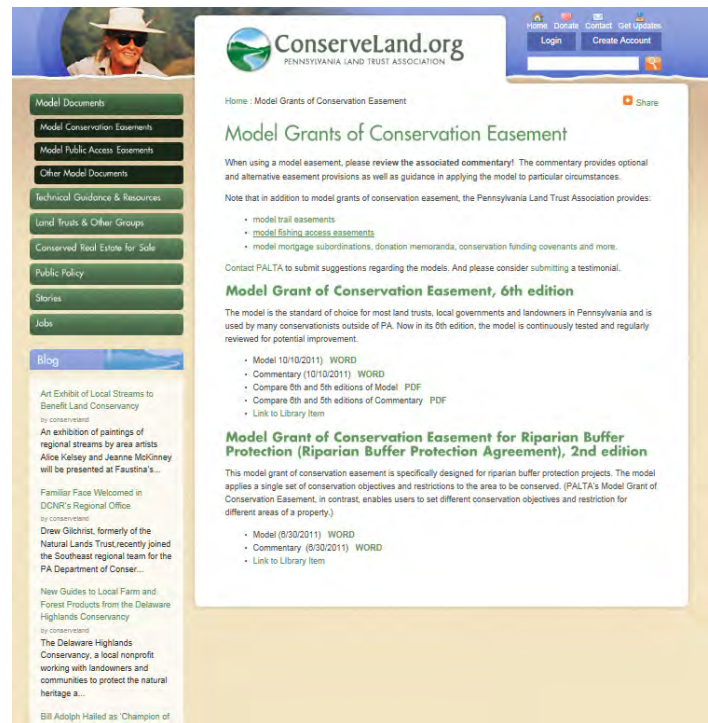 Home Donate Contact Get Updates
Login Create Account
ConserveLand.org
PENNSYLVANIA LAND TRUST ASSOCIATION
Model Documents
Model Conservation Easements
Model Public Access Easements
Other Model Documents
Technical Guidance & Resources
Land Trusts & Other Groups
Conserved Real Estate for Sale
Public Policy
Stories
Jobs
Blog
Art Exhibit of Local Streams to
Benefit Land Conservancy
by conserveland
An exhibition of paintings of
regional streams by area artists
Alice Kelsey and Jeanne McKinney
will be presented at Faustina's...
Familiar Face Welcomed in
DCNR's Regional Office
by conserveland
Drew Gilchrist, formerly of the
Natural Lands Trust,recently joined
the Southeast regional team for the
PA Department of Conser...
New Guides to Local Farm and
Forest Products from the Delaware
Highlands Conservancy
by conserveland
The Delaware Highlands
Conservancy, a local nonprofit
working with landowners and
communities to protect the natural
heritage a...
Bill Adolph Hailed as 'Champion of
Home : Model Grants of Conservation Easement
Share
Model Grants of Conservation Easement
When using a model easement, please review the associated commentary! The commentary provides optional
and alternative easement provisions as well as guidance in applying the model to particular circumstances.
Note that in addition to model grants of conservation easement, the Pennsylvania Land Trust Association provides:
• model trail easements
• model fishing access easements
• model mortgage subordinations, donation memoranda, conservation funding covenants and more.
Contact PALTA to submit suggestions regarding the models. And please consider submitting a testimonial.
Model Grant of Conservation Easement, 6th edition
The model is the standard of choice for most land trusts, local governments and landowners in Pennsylvania and is
used by many conservationists outside of PA. Now in its 6th edition, the model is continuously tested and regularly
reviewed for potential improvement.
• Model 10/10/2011) WORD
• Commentary (10/10/2011) WORD
• Compare 6th and 5th editions of Model PDF
• Compare 6th and 5th editions of Commentary PDF
• Link to Library Item
Model Grant of Conservation Easement for Riparian Buffer
Protection (Riparian Buffer Protection Agreement), 2nd edition
This model grant of conservation easement is specifically designed for riparian buffer protection projects. The model
applies a single set of conservation objectives and restrictions to the area to be conserved. (PALTA's Model Grant of
Conservation Easement, in contrast, enables users to set different conservation objectives and restriction for
different areas of a property.)
• Model (6/30/2011) WORD
• Commentary (6/30/2011) WORD
• Link to Library Item